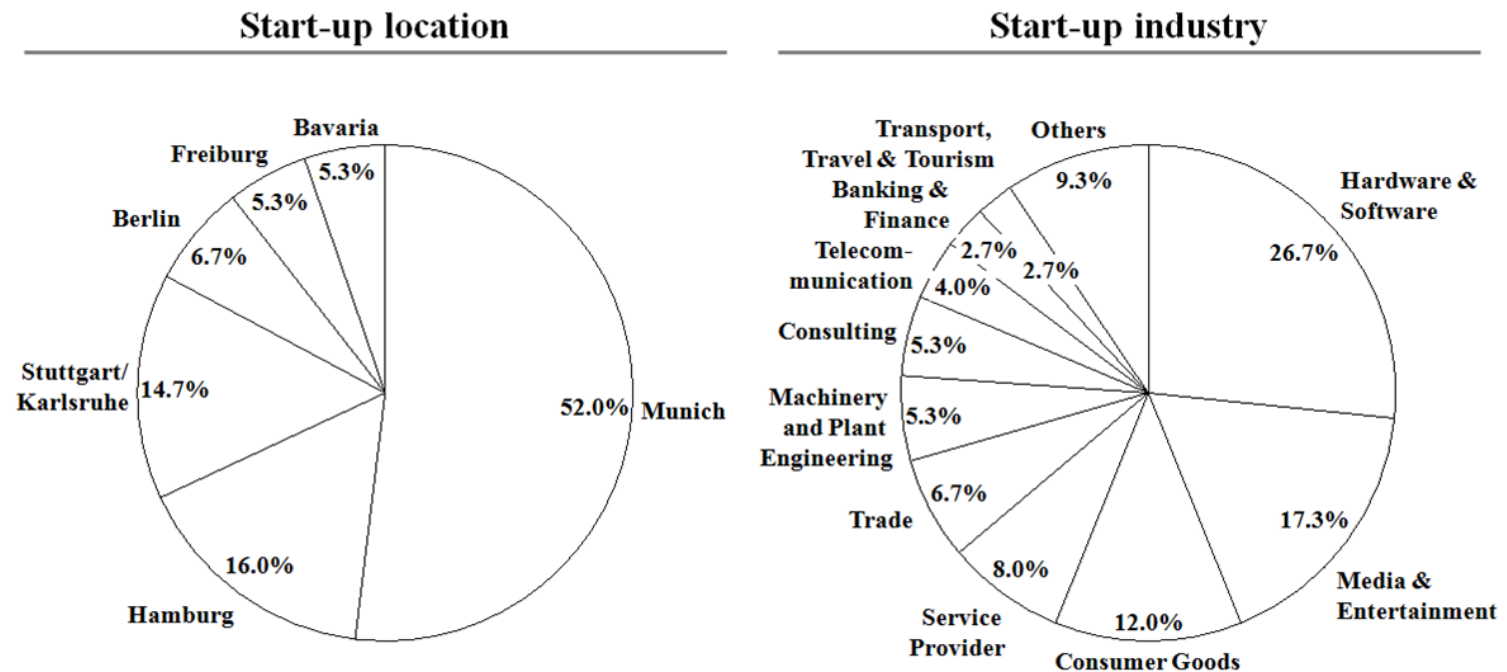 Start-up location
Bavaria
5.3%
Freiburg
5.3%
Berlin
6.7%
Stuttgart/
Karlsruhe
14.7%
52.0%
Munich
16.0%
Hamburg
Start-up industry
Transport,
Travel & Tourism
2.7%
Others
9.3%
Banking &
Finance
2.7%
Hardware &
Software
26.7%
Telecom-
munication
4.0%
Consulting
5.3%
Machinery
and Plant
Engineering
5.3%
Trade
6.7%
17.3%
Media &
Entertainment
Service
Provider
8.0%
12.0%
Consumer Goods